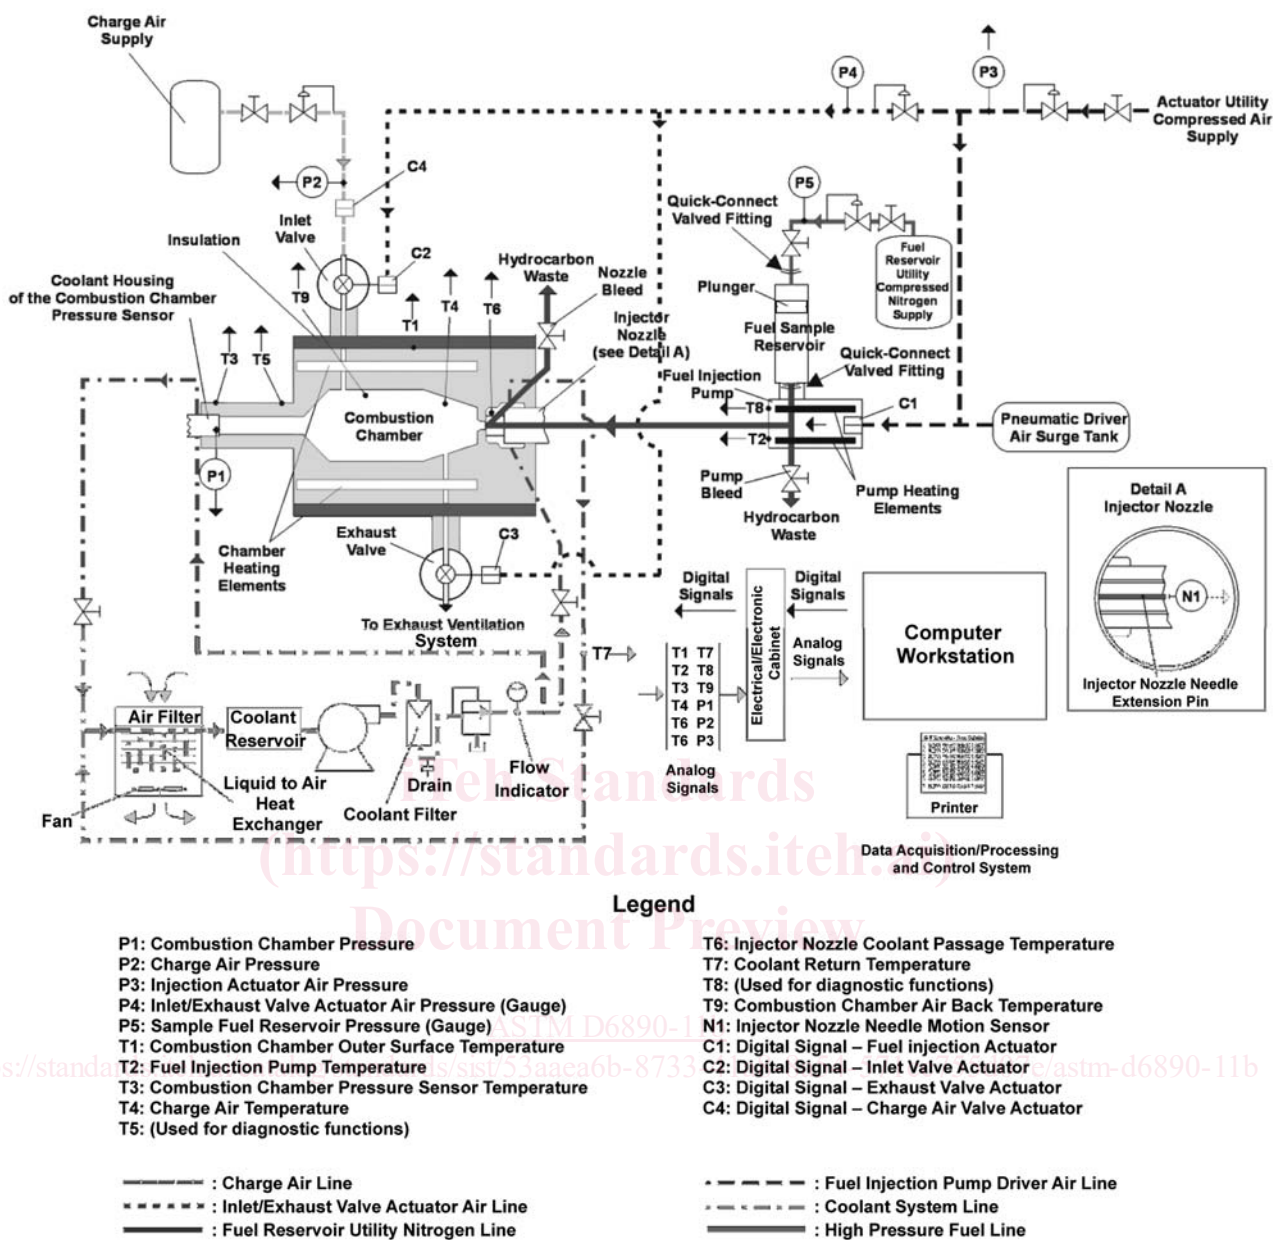 Charge Air
Supply
P4
P3
Actuator Utility
Compressed Air
Supply
P2
C4
P5
Quick-Connect
Valved Fitting
Inlet
Valve
Insulation
C2
Fuel
Reservoir
Utility
Compressed
Nitrogen
Supply
Hydrocarbon
Waste
Nozzle
Bleed
Coolant Housing
of the Combustion Chamber
Pressure Sensor
Plunger
T9
T4
T6
T1
Injector
Nozzle
(see Detail A)
Fuel Sample
Reservoir
T3
T5
Quick-Connect
Valved Fitting
Fuel Injection
Pump
T8
C1
Combustion
Chamber
Pneumatic Driver
Air Surge Tank
T2
P1
Pump
Bleed
Pump Heating
Elements
Hydrocarbon
Waste
Detail A
Injector Nozzle
N1
Injector Nozzle Needle
Extension Pin
Exhaust
Valve
C3
Chamber
Heating
Elements
To Exhaust Ventilation
System
Digital
Signals
Digital
Signals
Electrical/Electronic
Cabinet
Analog
Signals
Computer
Workstation
T7
T1 T7
T2 T8
T3 T9
T4 P1
T6 P2
T6 P3
Analog
Signals
Air Filter
Coolant
Reservoir
Liquid to Air
Heat
Exchanger
Fan
Drain
Coolant Filter
Flow
Indicator
Printer
Data Acquisition/Processing
and Control System
iTeh Standards
(https://standards.iteh.ai)
Document Preview
Legend
P1: Combustion Chamber Pressure
P2: Charge Air Pressure
P3: Injection Actuator Air Pressure
P4: Inlet/Exhaust Valve Actuator Air Pressure (Gauge)
P5: Sample Fuel Reservoir Pressure (Gauge)
T1: Combustion Chamber Outer Surface Temperature
T2: Fuel Injection Pump Temperature
T3: Combustion Chamber Pressure Sensor Temperature
T4: Charge Air Temperature
T5: (Used for diagnostic functions)
T6: Injector Nozzle Coolant Passage Temperature
T7: Coolant Return Temperature
T8: (Used for diagnostic functions)
T9: Combustion Chamber Air Back Temperature
N1: Injector Nozzle Needle Motion Sensor
C1: Digital Signal – Fuel injection Actuator
C2: Digital Signal – Inlet Valve Actuator
C3: Digital Signal – Exhaust Valve Actuator
C4: Digital Signal – Charge Air Valve Actuator
ASTM D6890-11b
: Charge Air Line
: Inlet/Exhaust Valve Actuator Air Line
: Fuel Reservoir Utility Nitrogen Line
: Fuel Injection Pump Driver Air Line
: Coolant System Line
: High Pressure Fuel Line